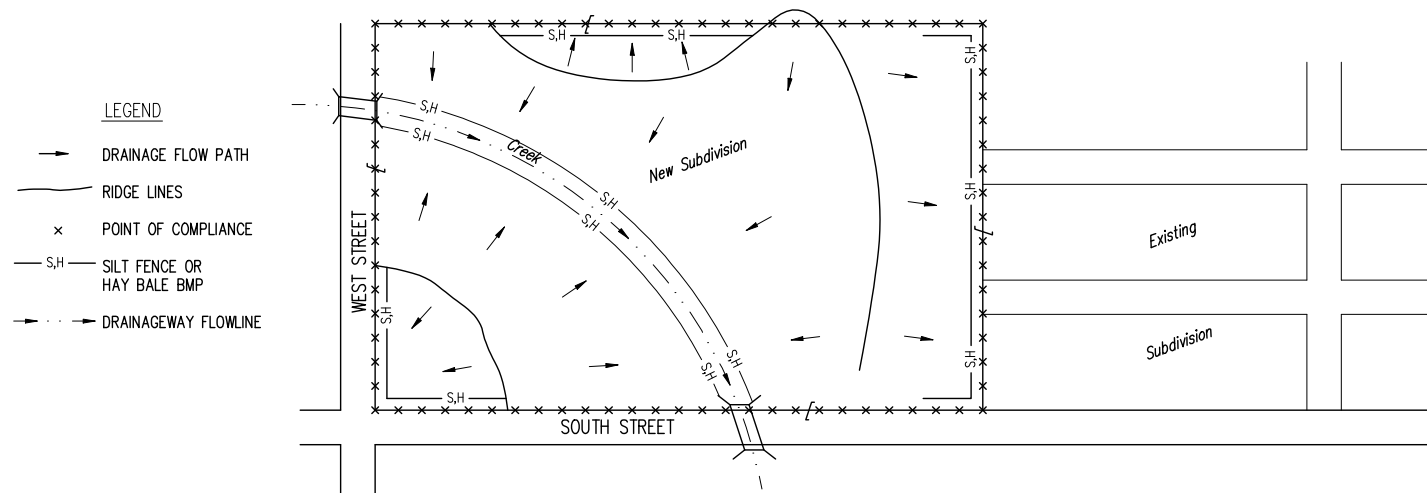 LEGEND
DRAINAGE FLOW PATH
RIDGE LINES
POINT OF COMPLIANCE
S,H
SILT FENCE OR
HAY BALE BMP
DRAINAGEWAY FLOWLINE
S,H
S,H
S,H
S,H
S,H
Creek
New Subdivision
S,H
S,H
S,H
WEST STREET
Existing
S,H
Subdivision
S,H
S,H
S,H
S,H
SOUTH STREET